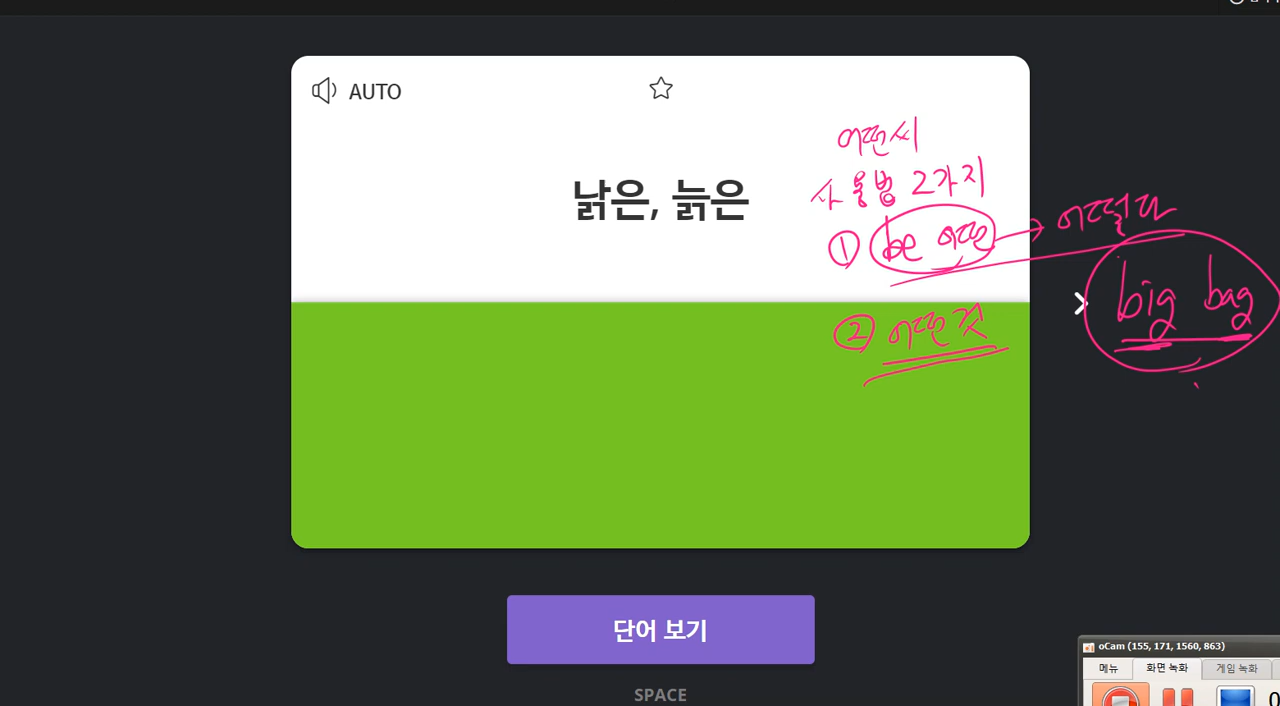 AUTO
낡은, 늙은
어떤씨
사용법 2가지
① be 어떤 → 어떻다
big bag
② 어떤 것
단어 보기
SPACE
oCam (155, 171, 1560, 863)
메뉴 화면 녹화 게임 녹화